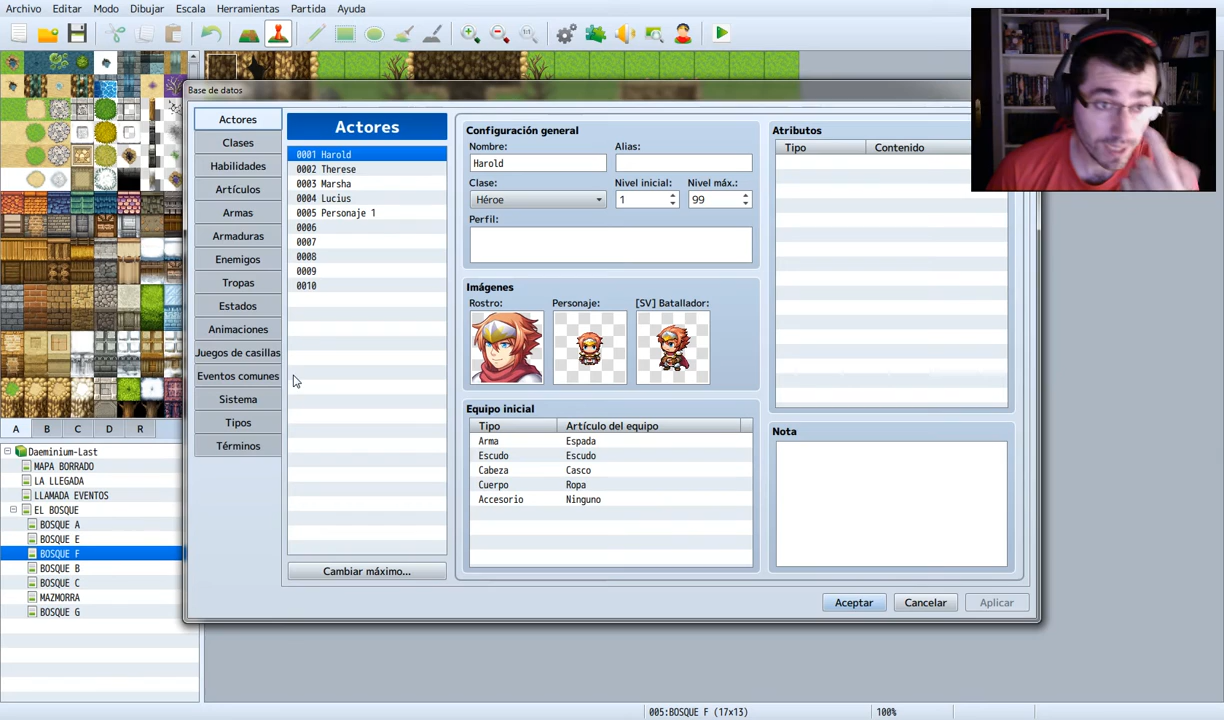 Archivo Editar Modo Dibujar Escala Herramientas Partida Ayuda
Base de datos
Actores
Clases
Habilidades
Artículos
Armas
Armaduras
Enemigos
Tropas
Estados
Animaciones
Juegos de casillas
Eventos comunes
Sistema
Tipos
Términos
Actores
0001 Harold
0002 Therese
0003 Marsha
0004 Lucius
0005 Personaje 1
0006
0007
0008
0009
0010
Cambiar máximo...
Configuración general
Nombre: Alias:
Harold
Clase: Nivel inicial: Nivel máx.:
Héroe 1 99
Perfil:
Imágenes
Rostro: Personaje: [SV] Batallador:
Equipo inicial
Tipo Artículo del equipo
Arma Espada
Escudo Escudo
Cabeza Casco
Cuerpo Ropa
Accesorio Ninguno
Atributos
Tipo Contenido
Nota
Aceptar Cancelar Aplicar
A B C D R
Daeminium-Last
MAPA BORRADO
LA LLEGADA
LLAMADA EVENTOS
EL BOSQUE
BOSQUE A
BOSQUE E
BOSQUE F
BOSQUE B
BOSQUE C
MAZMORRA
BOSQUE G
005:BOSQUE F (17x13) 100%